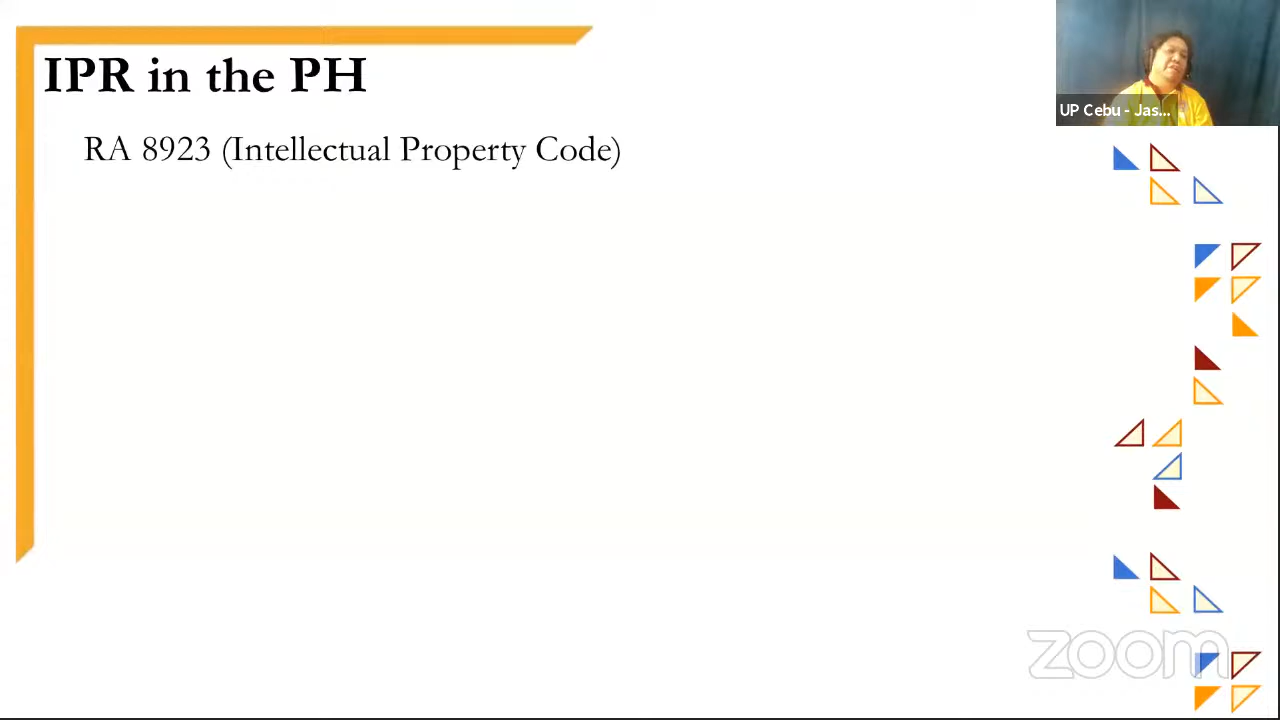 IPR in the PH
UP Cebu - Jas...
RA 8923 (Intellectual Property Code)
zoom